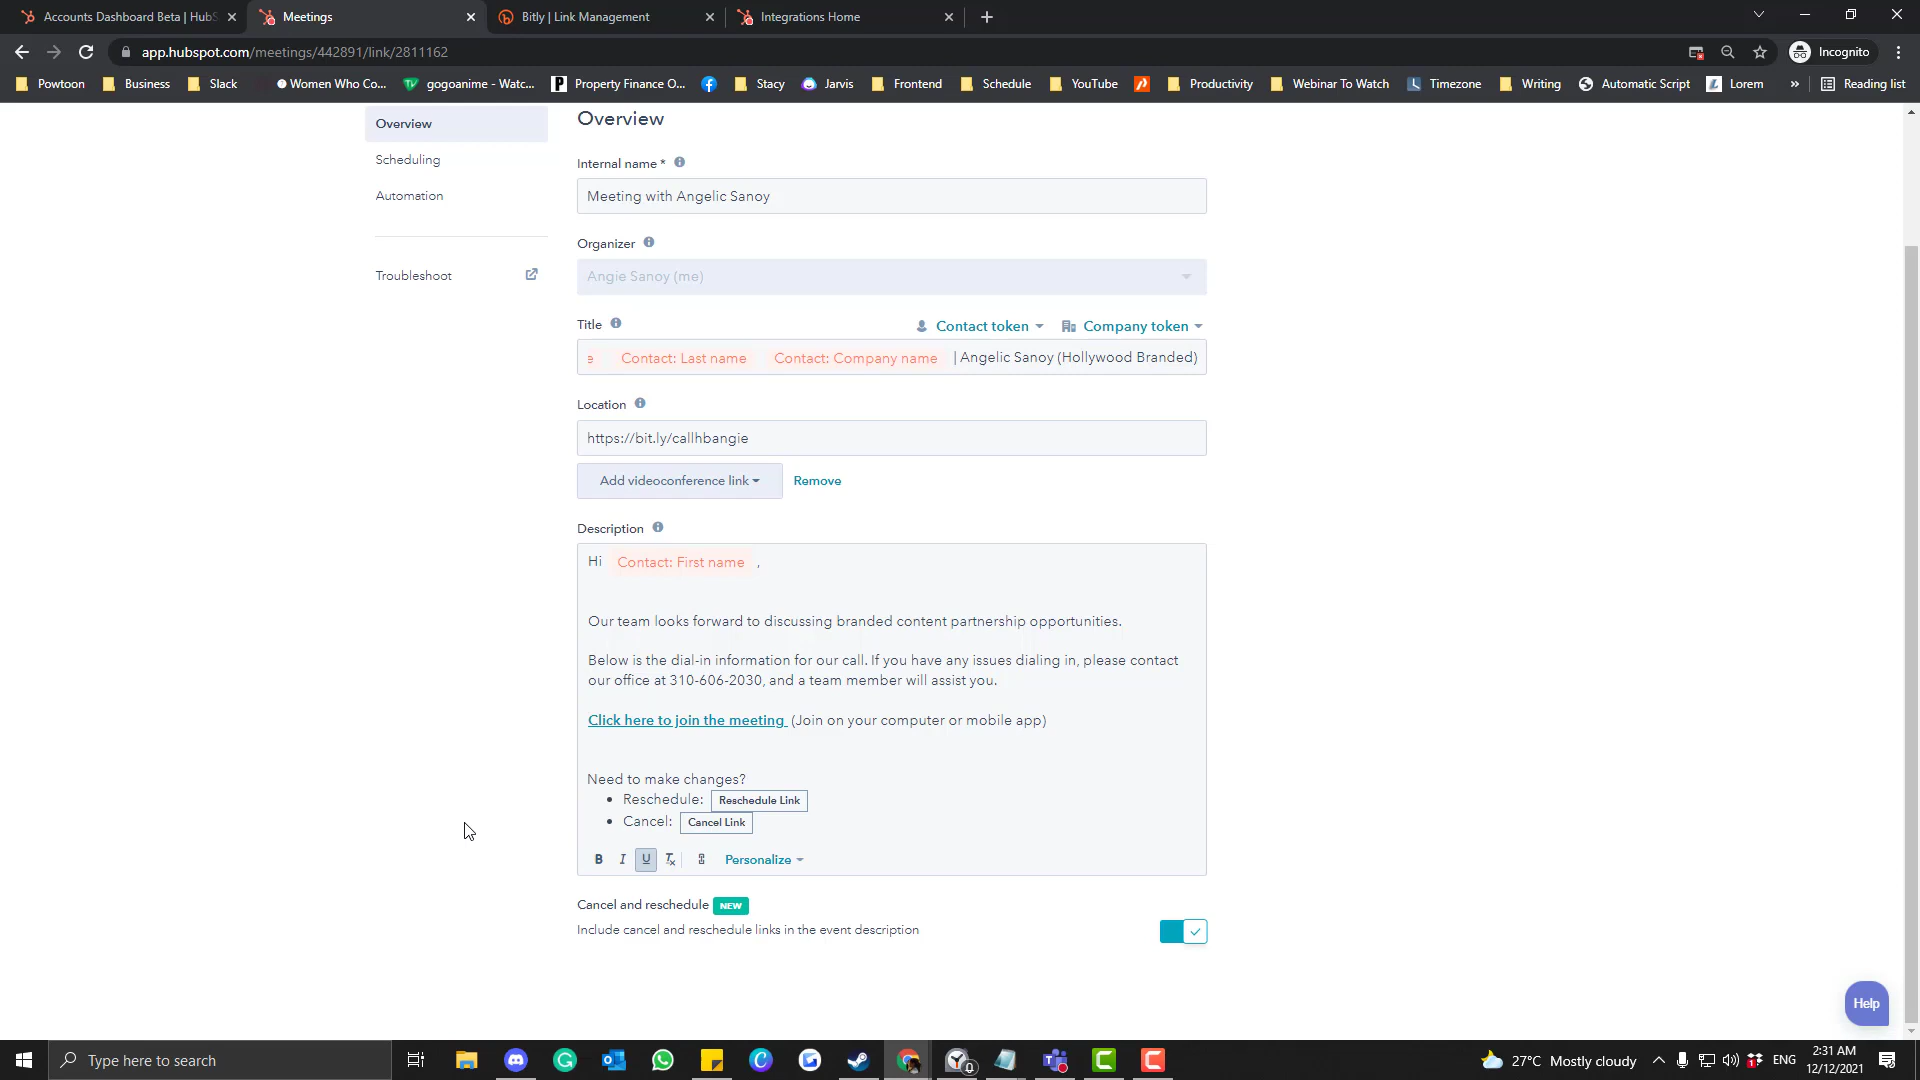 Accounts Dashboard Beta | HubS
Meetings
Bitly | Link Management
Integrations Home
app.hubspot.com/meetings/442891/link/2811162
Incognito
Powtoon
Business
Slack
Women Who Co...
gogoanime - Watc...
Property Finance O...
Stacy
Jarvis
Frontend
Schedule
YouTube
Productivity
Webinar To Watch
Timezone
Writing
Automatic Script
Lorem
»
Reading list
Overview
Scheduling
Automation
Troubleshoot
Overview
Internal name *
Meeting with Angelic Sanoy
Organizer
Angie Sanoy (me)
Title
Contact token
Company token
e Contact: Last name Contact: Company name | Angelic Sanoy (Hollywood Branded)
Location
https://bit.ly/callhbangie
Add videoconference link
Remove
Description
Hi Contact: First name ,
Our team looks forward to discussing branded content partnership opportunities.
Below is the dial-in information for our call. If you have any issues dialing in, please contact
our office at 310-606-2030, and a team member will assist you.
Click here to join the meeting (Join on your computer or mobile app)
Need to make changes?
• Reschedule: Reschedule Link
• Cancel: Cancel Link
B I U Tx Personalize
Cancel and reschedule NEW
Include cancel and reschedule links in the event description
Help
Type here to search
27°C Mostly cloudy
ENG
2:31 AM
12/12/2021